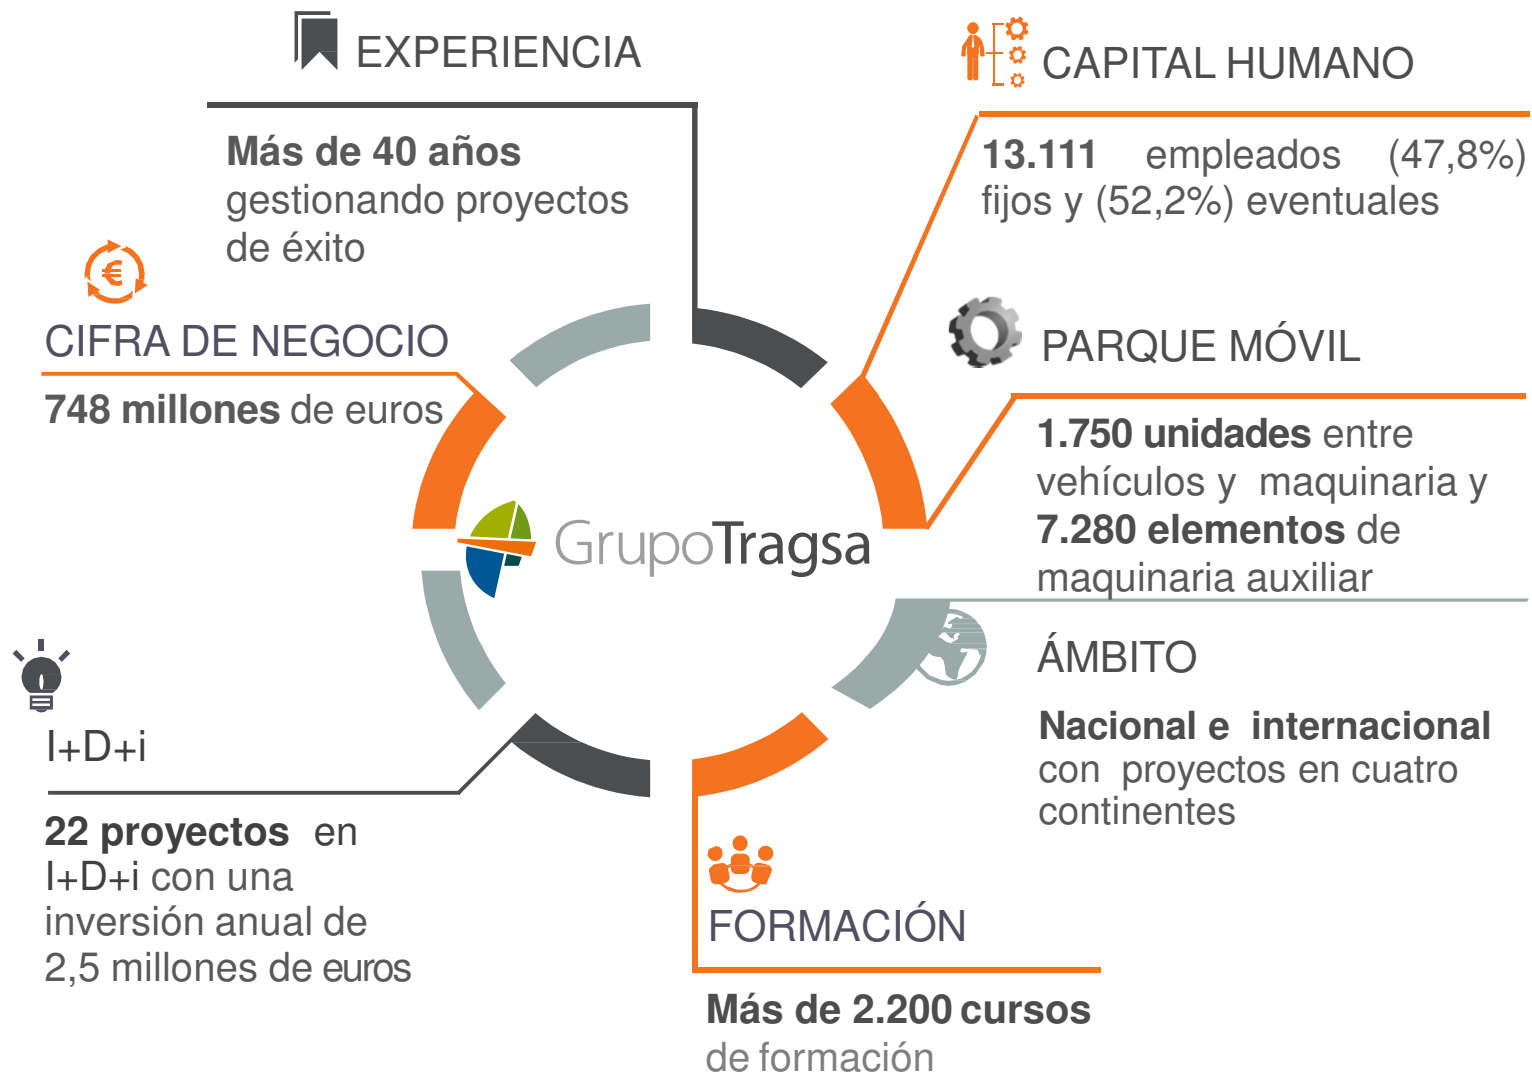 EXPERIENCIA
Más de 40 años
gestionando proyectos
de éxito
CAPITAL HUMANO
13.111 empleados (47,8%)
fijos y (52,2%) eventuales
CIFRA DE NEGOCIO
748 millones de euros
PARQUE MÓVIL
1.750 unidades entre
vehículos y maquinaria y
7.280 elementos de
maquinaria auxiliar
GrupoTragsa
ÁMBITO
Nacional e internacional
con proyectos en cuatro
continentes
I+D+i
22 proyectos en
I+D+i con una
inversión anual de
2,5 millones de euros
FORMACIÓN
Más de 2.200 cursos
de formación